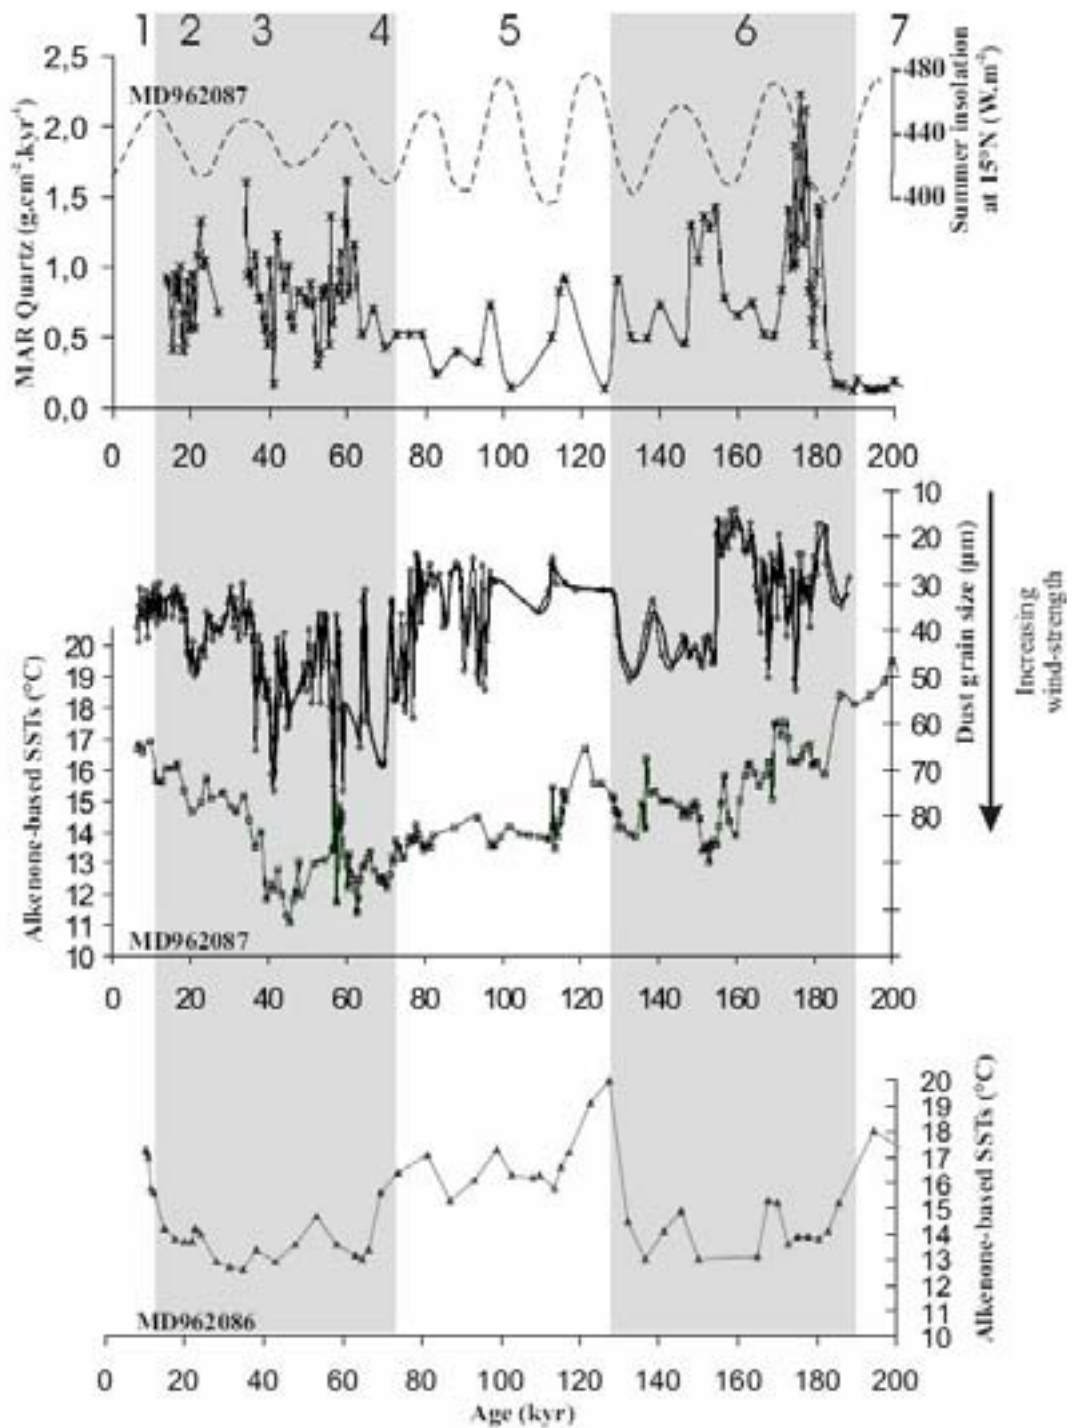 1 2 3 4 5 6 7
2,5
2.0
1,5
1,0
0,5
0,0
MAR Quartz (g.cm⁻².kyr⁻¹)
MD962087
480
440
400
Summer insolation
at 15°N (W.m⁻²)
0 20 40 60 80 100 120 140 160 180 200
10
20
30
40
50
60
70
80
Dust grain size (µm)
Increasing
wind-strength
20
19
18
17
16
15
14
13
12
11
10
Alkenone-based SSTs (°C)
MD962087
0 20 40 60 80 100 120 140 160 180 200
20
19
18
17
16
15
14
13
12
11
10
Alkenone-based SSTs (°C)
MD962086
0 20 40 60 80 100 120 140 160 180 200
Age (kyr)